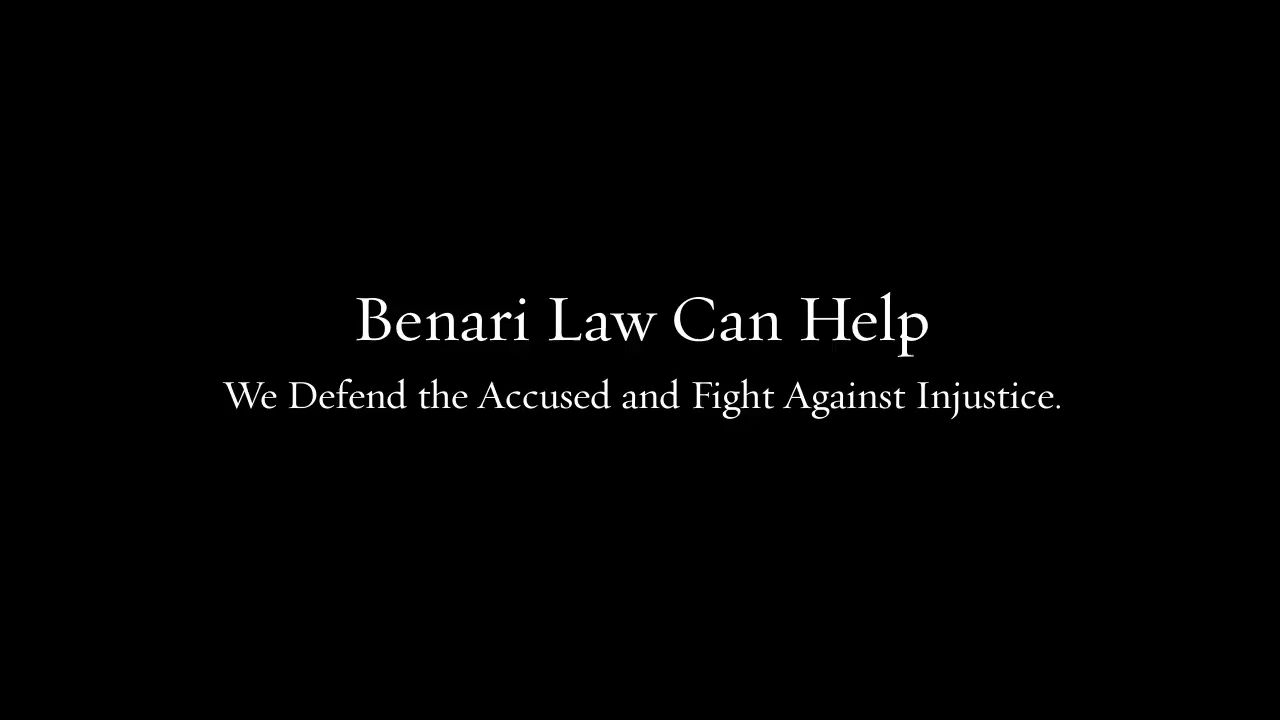 Benari Law Can Help
We Defend the Accused and Fight Against Injustice.